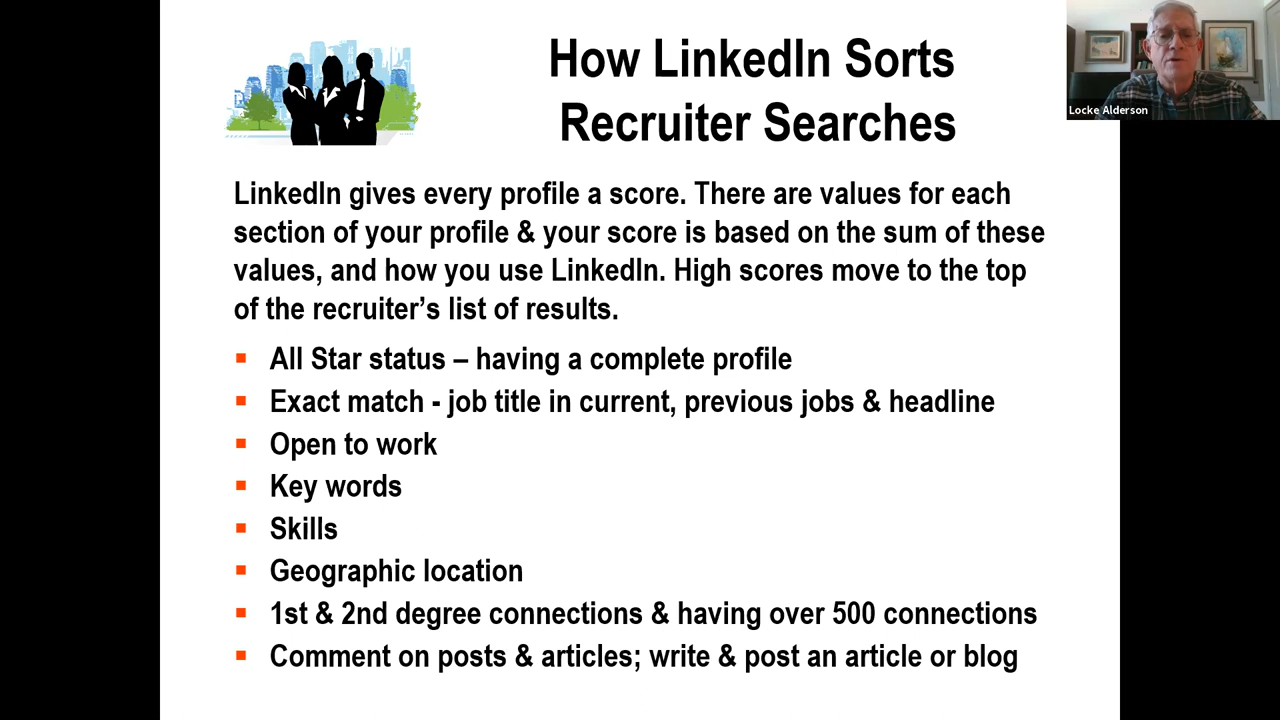 How LinkedIn Sorts
Recruiter Searches
Locke Alderson
LinkedIn gives every profile a score. There are values for each
section of your profile & your score is based on the sum of these
values, and how you use LinkedIn. High scores move to the top
of the recruiter’s list of results.
All Star status – having a complete profile
Exact match - job title in current, previous jobs & headline
Open to work
Key words
Skills
Geographic location
1st & 2nd degree connections & having over 500 connections
Comment on posts & articles; write & post an article or blog